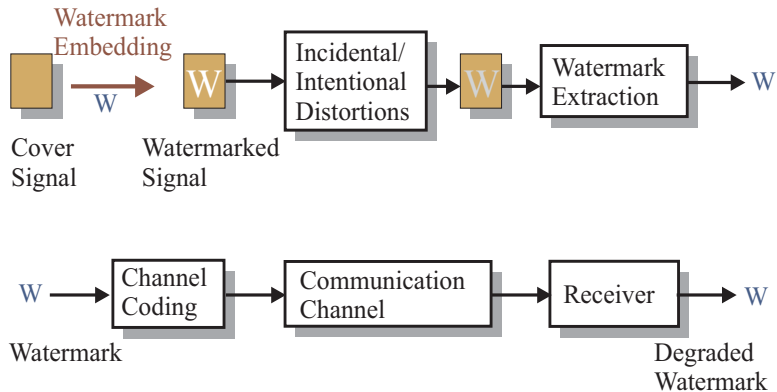 Watermark
Embedding
W
W
Incidental/
Intentional
Distortions
W
Watermark
Extraction
W
Cover
Signal
Watermarked
Signal
W
Channel
Coding
Communication
Channel
Receiver
W
Watermark
Degraded
Watermark